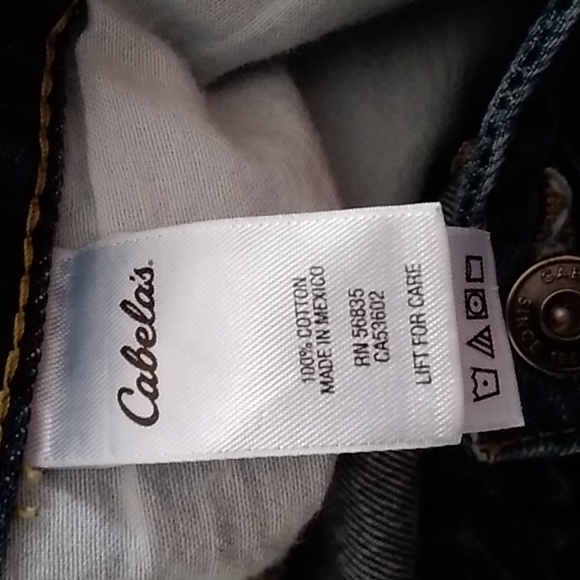 Cabela's®
100% COTTON
MADE IN MEXICO
RN 56835
CA53602
LIFT FOR CARE